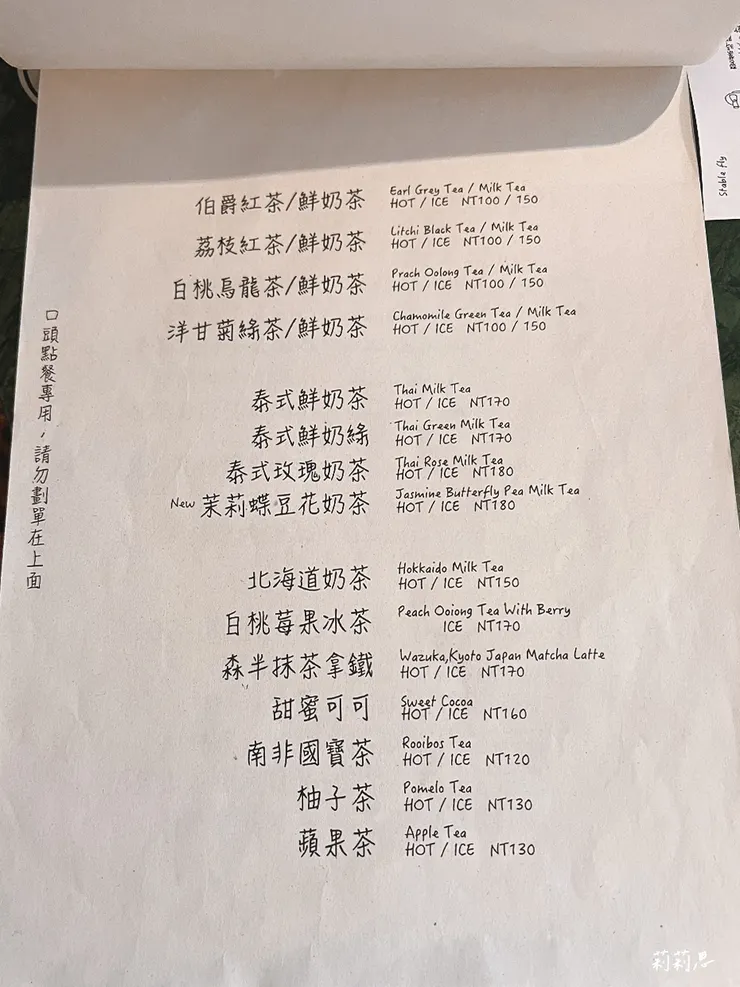 伯爵紅茶/鮮奶茶 Earl Grey Tea / Milk Tea
HOT / ICE NT100 / 150
荔枝紅茶/鮮奶茶 Litchi Black Tea / Milk Tea
HOT / ICE NT100 / 150
白桃烏龍茶/鮮奶茶 Prach Oolong Tea / Milk Tea
HOT / ICE NT100 / 150
洋甘菊綠茶/鮮奶茶 Chamomile Green Tea / Milk Tea
HOT / ICE NT100 / 150
泰式鮮奶茶 Thai Milk Tea
HOT / ICE NT170
泰式鮮奶綠 Thai Green Milk Tea
HOT / ICE NT170
泰式玫瑰奶茶 Thai Rose Milk Tea
HOT / ICE NT180
New 茉莉蝶豆花奶茶 Jasmine Butterfly Pea Milk Tea
HOT / ICE NT180
北海道奶茶 Hokkaido Milk Tea
HOT / ICE NT150
白桃莓果冰茶 Peach Ooiong Tea With Berry
ICE NT170
森半抹茶拿鐵 Wazuka,Kyoto Japan Matcha Latte
HOT / ICE NT170
甜蜜可可 Sweet Cocoa
HOT / ICE NT160
南非國寶茶 Rooibos Tea
HOT / ICE NT120
柚子茶 Pomelo Tea
HOT / ICE NT130
蘋果茶 Apple Tea
HOT / ICE NT130
口頭點餐專用，請勿劃單在上面
Stable fly
莉莉思